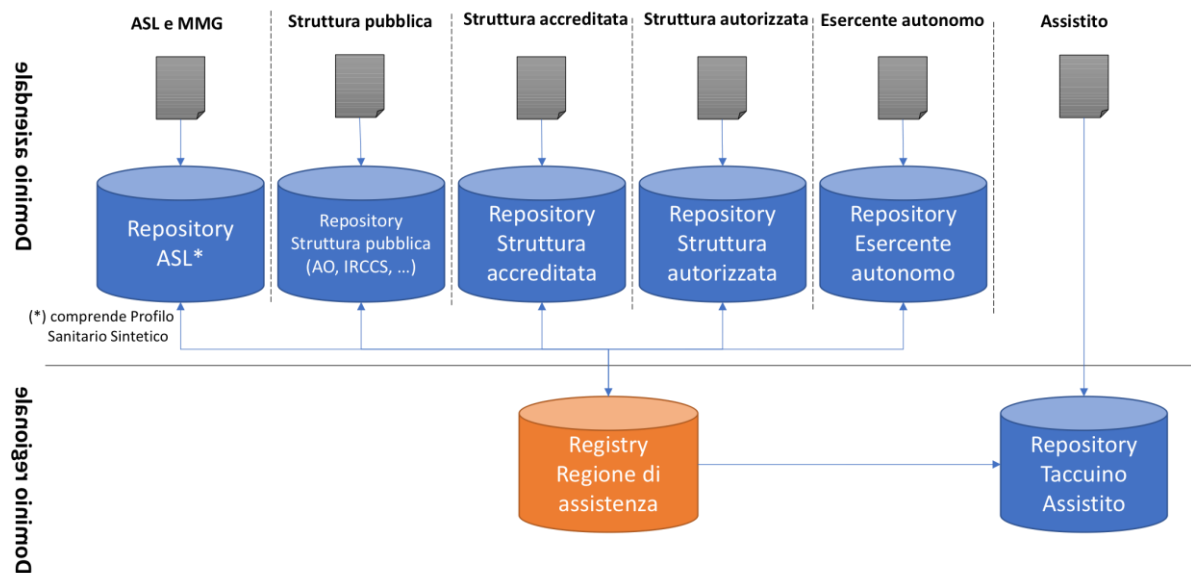 ASL e MMG
Struttura pubblica
Struttura accreditata
Struttura autorizzata
Esercente autonomo
Assistito
Dominio aziendale
Repository
ASL*
Repository
Struttura pubblica
(AO, IRCCS, …)
Repository
Struttura
accreditata
Repository
Struttura
autorizzata
Repository
Esercente
autonomo
(*) comprende Profilo
Sanitario Sintetico
Dominio regionale
Registry
Regione di
assistenza
Repository
Taccuino
Assistito